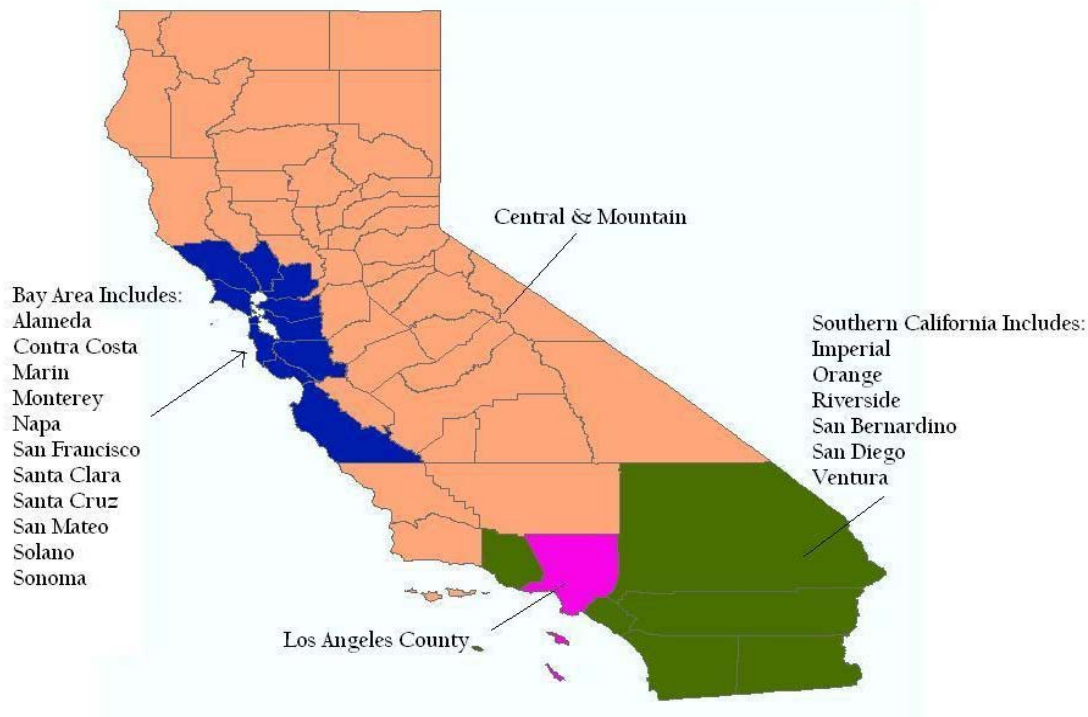 Central & Mountain
Bay Area Includes:
Alameda
Contra Costa
Marin
Monterey
Napa
San Francisco
Santa Clara
Santa Cruz
San Mateo
Solano
Sonoma
Southern California Includes:
Imperial
Orange
Riverside
San Bernardino
San Diego
Ventura
Los Angeles County